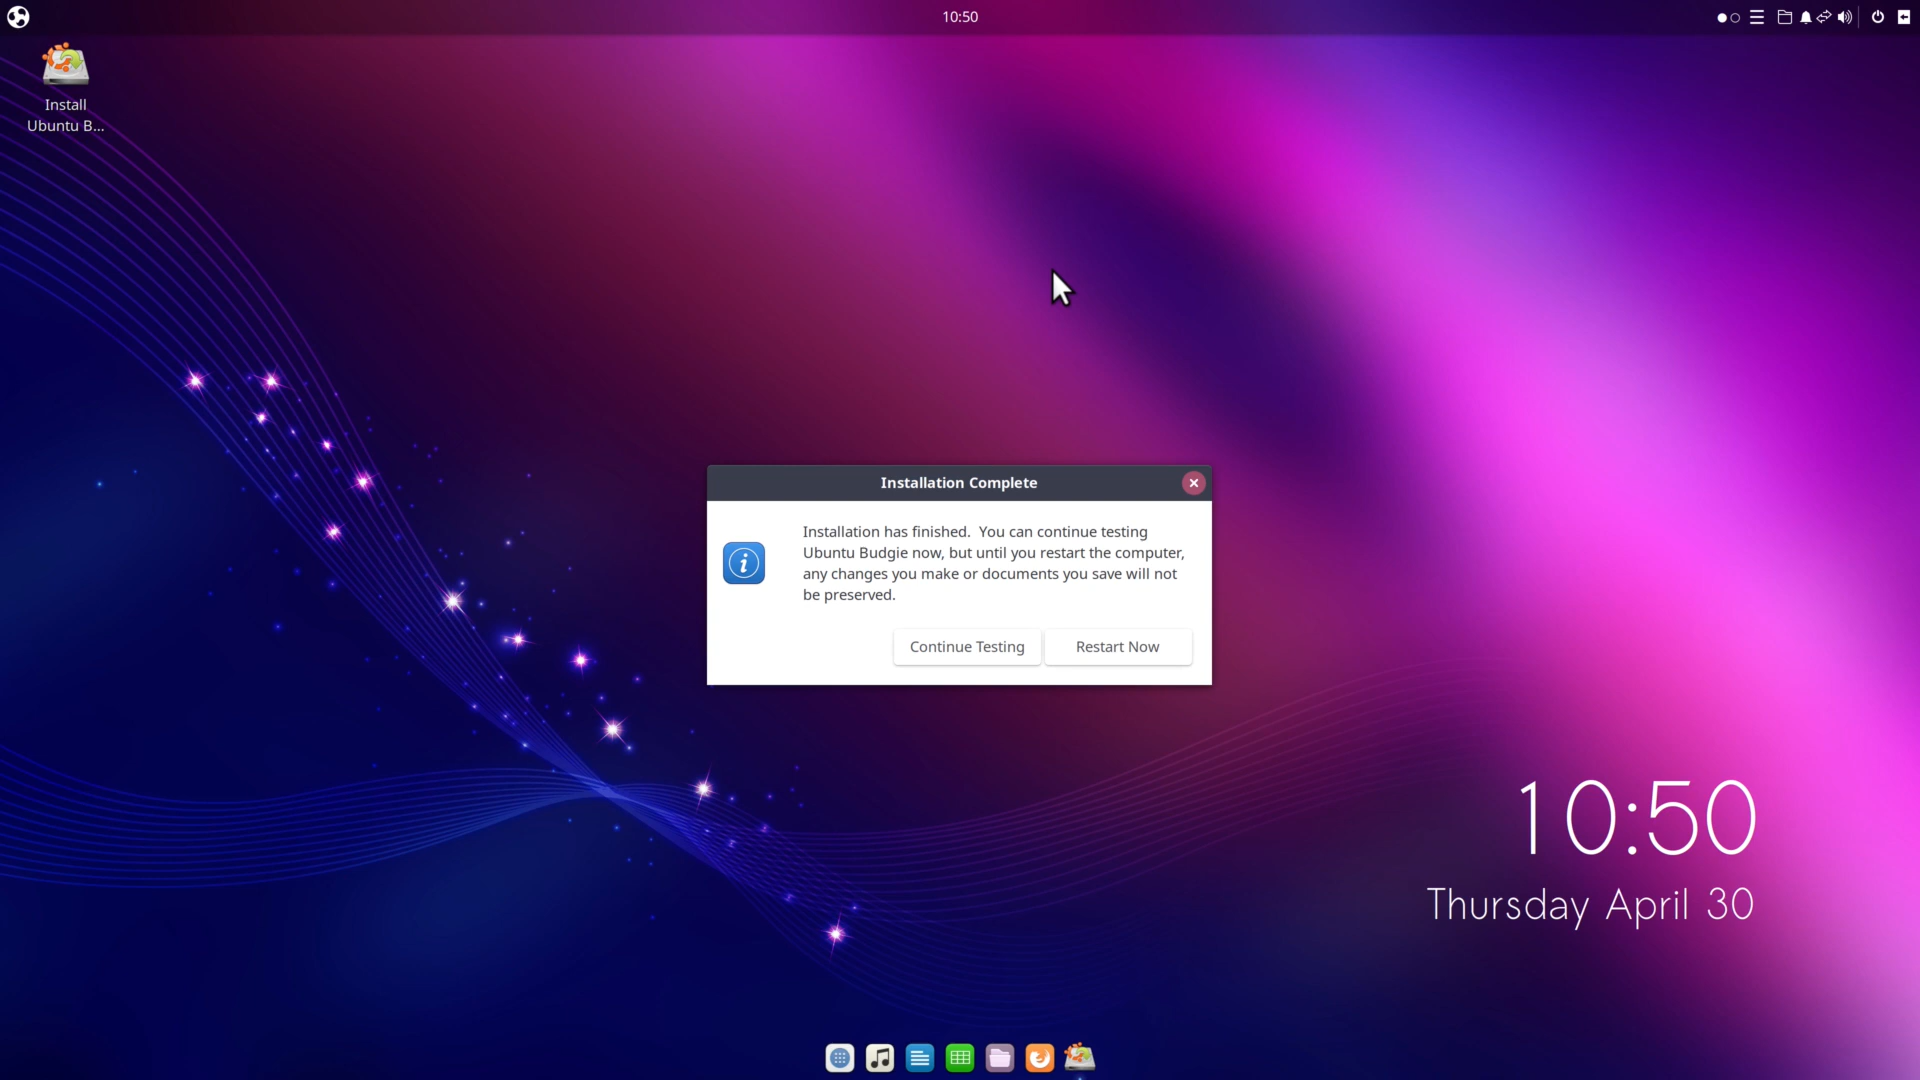 10:50
Install
Ubuntu B...
Installation Complete
Installation has finished.  You can continue testing
Ubuntu Budgie now, but until you restart the computer,
any changes you make or documents you save will not
be preserved.
Continue Testing
Restart Now
10:50
Thursday April 30